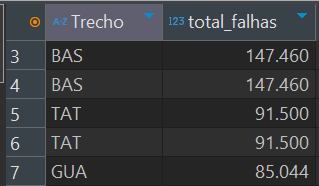 A-Z Trecho 123 total_falhas
3 BAS 147.460
4 BAS 147.460
5 TAT 91.500
6 TAT 91.500
7 GUA 85.044